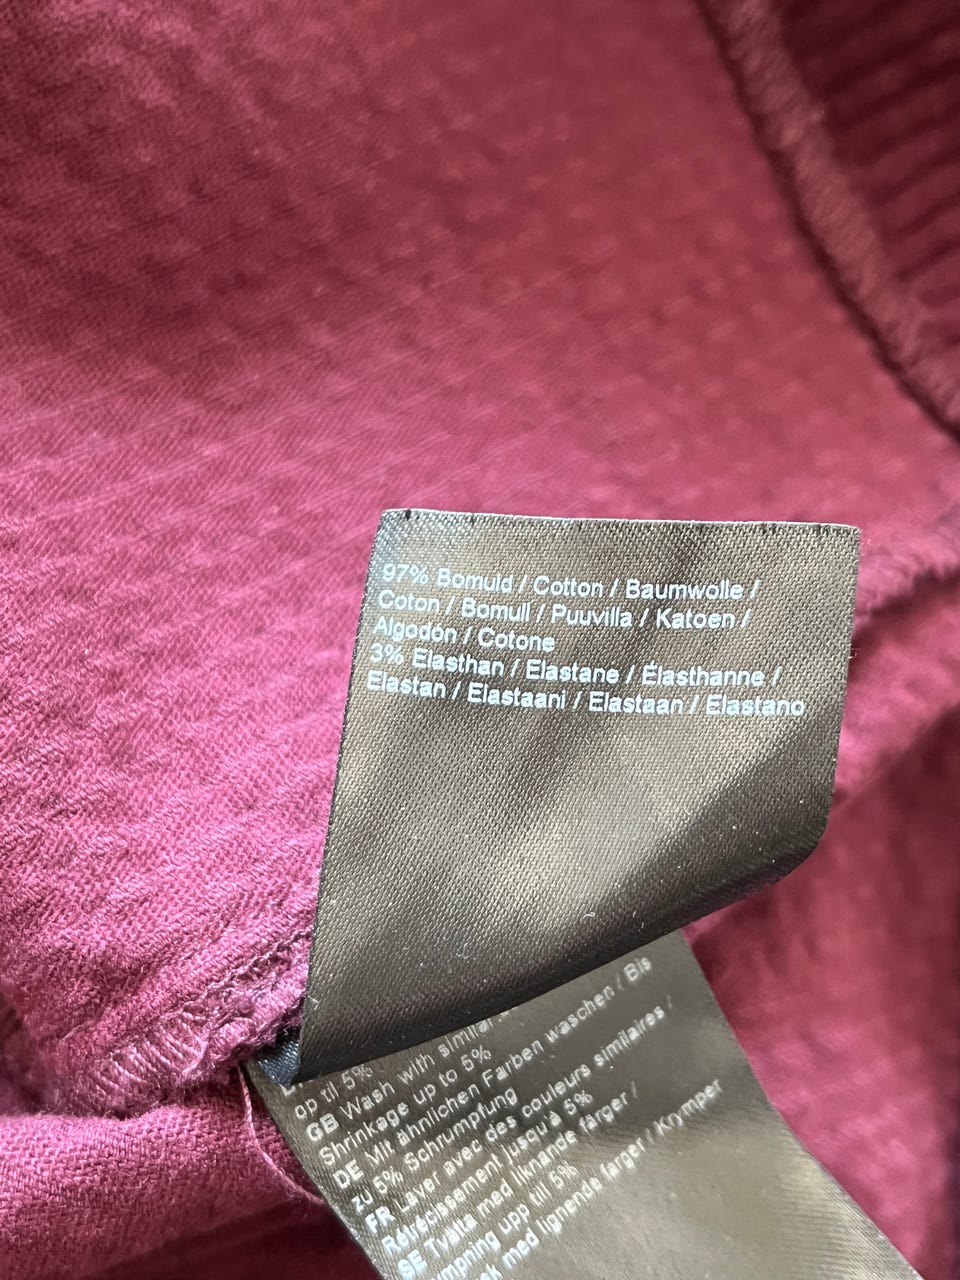 97% Bomuld / Cotton / Baumwolle /
Coton / Bomull / Puuvilla / Katoen /
Algodón / Cotone
3% Elasthan / Elastane / Élasthanne /
Elastan / Elastaani / Elastaan / Elastano
op til 5%
GB Wash with similar
Shrinkage up to 5%
DE Mit ähnlichen Farben waschen / Bis
zu 5% Schrumpfung
FR Laver avec des couleurs similaires /
Rétrécissement jusqu'à 5%
SE Tvätta med liknande färger /
upp till 5%
med lignende farger / Krymper